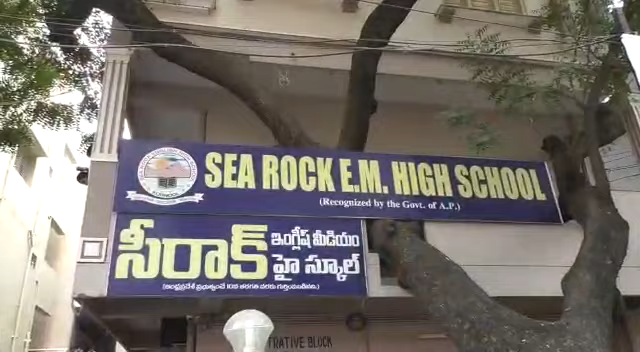 SEA ROCK E.M. HIGH SCHOOL
(Recognized by the Govt. of A.P.)
సీరాక్ ఇంగ్లీష్ మీడియం
హై స్కూల్
TRATIVE BLOCK